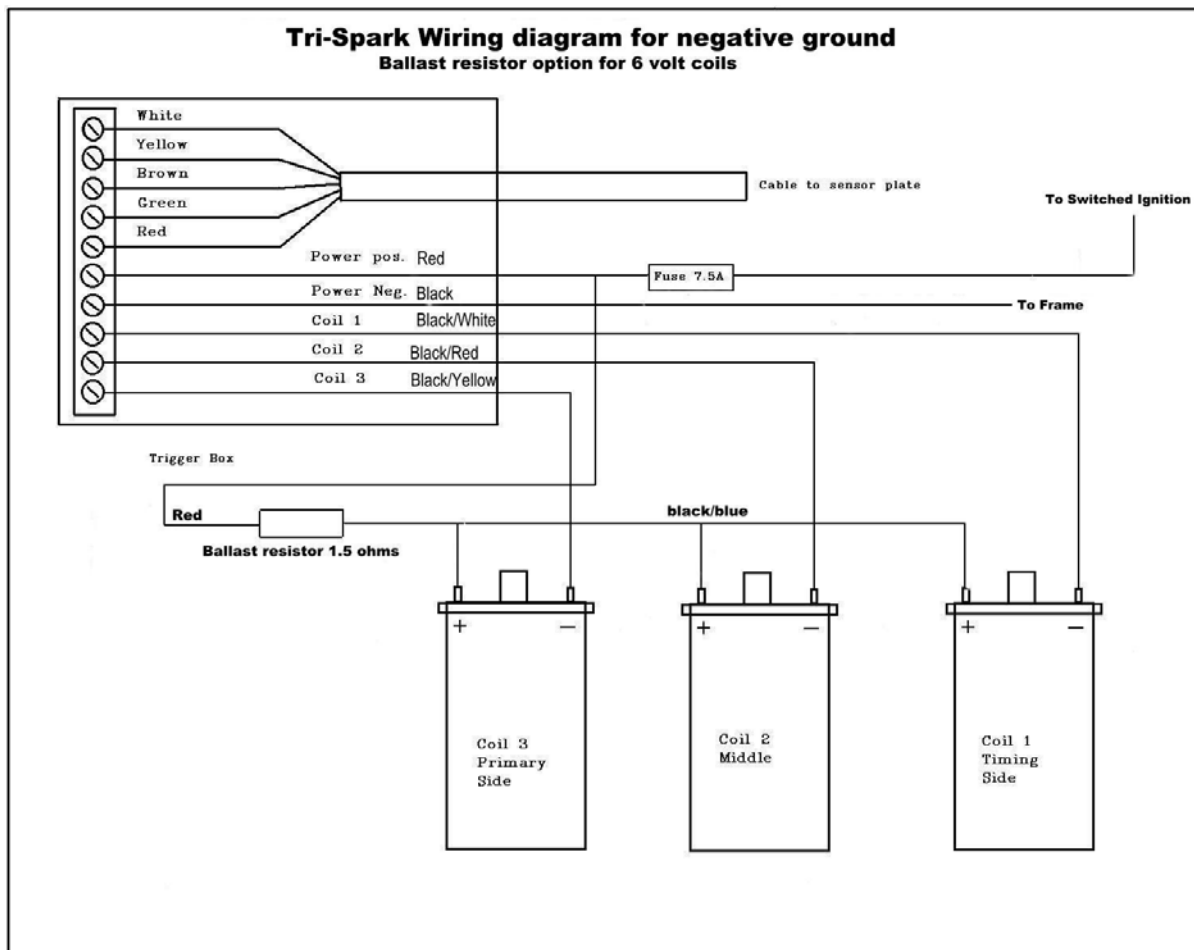 Tri-Spark Wiring diagram for negative ground
Ballast resistor option for 6 volt coils
White
Yellow
Brown
Green
Red
Cable to sensor plate
To Switched Ignition
Power pos. Red
Fuse 7.5A
Power Neg. Black
To Frame
Coil 1 Black/White
Coil 2 Black/Red
Coil 3 Black/Yellow
Trigger Box
Red
black/blue
Ballast resistor 1.5 ohms
+ −
+ −
+ −
Coil 3
Primary
Side
Coil 2
Middle
Coil 1
Timing
Side